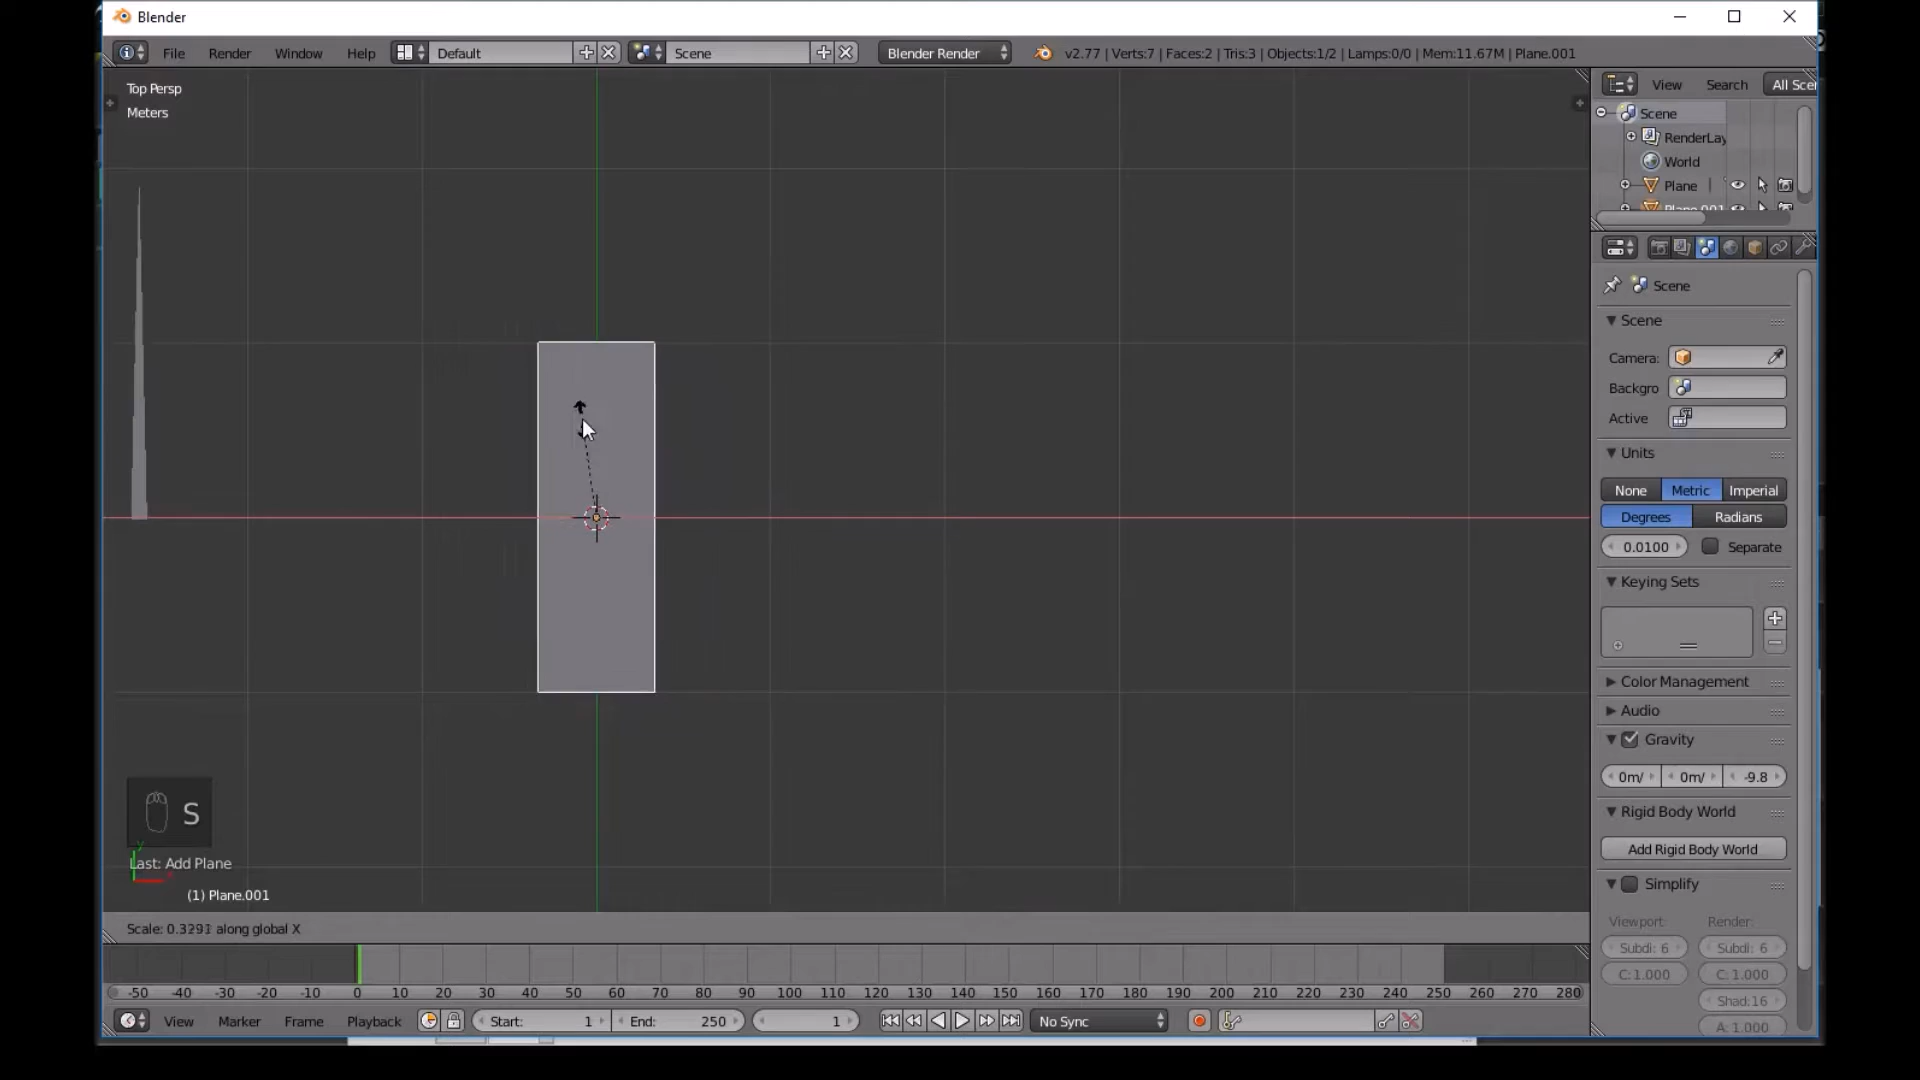 Blender
File Render Window Help Default Scene Blender Render v2.77 | Verts:7 | Faces:2 | Tris:3 | Objects:1/2 | Lamps:0/0 | Mem:11.67M | Plane.001
Top Persp
Meters
View Search All Sce
Scene
RenderLay
World
Plane
Plane.001
Scene
Scene
Camera:
Backgro
Active
Units
None Metric Imperial
Degrees Radians
0.0100 Separate
Keying Sets
Color Management
Audio
Gravity
0m/ 0m/ -9.8
Rigid Body World
Add Rigid Body World
Simplify
Viewport: Render:
Subdi: 6 Subdi: 6
C: 1.000 C: 1.000
Shad:16
A: 1.000
S
y
Last: Add Plane
(1) Plane.001
Scale: 0.3291 along global X
-50 -40 -30 -20 -10 0 10 20 30 40 50 60 70 80 90 100 110 120 130 140 150 160 170 180 190 200 210 220 230 240 250 260 270 280
View Marker Frame Playback Start: 1 End: 250 1 No Sync